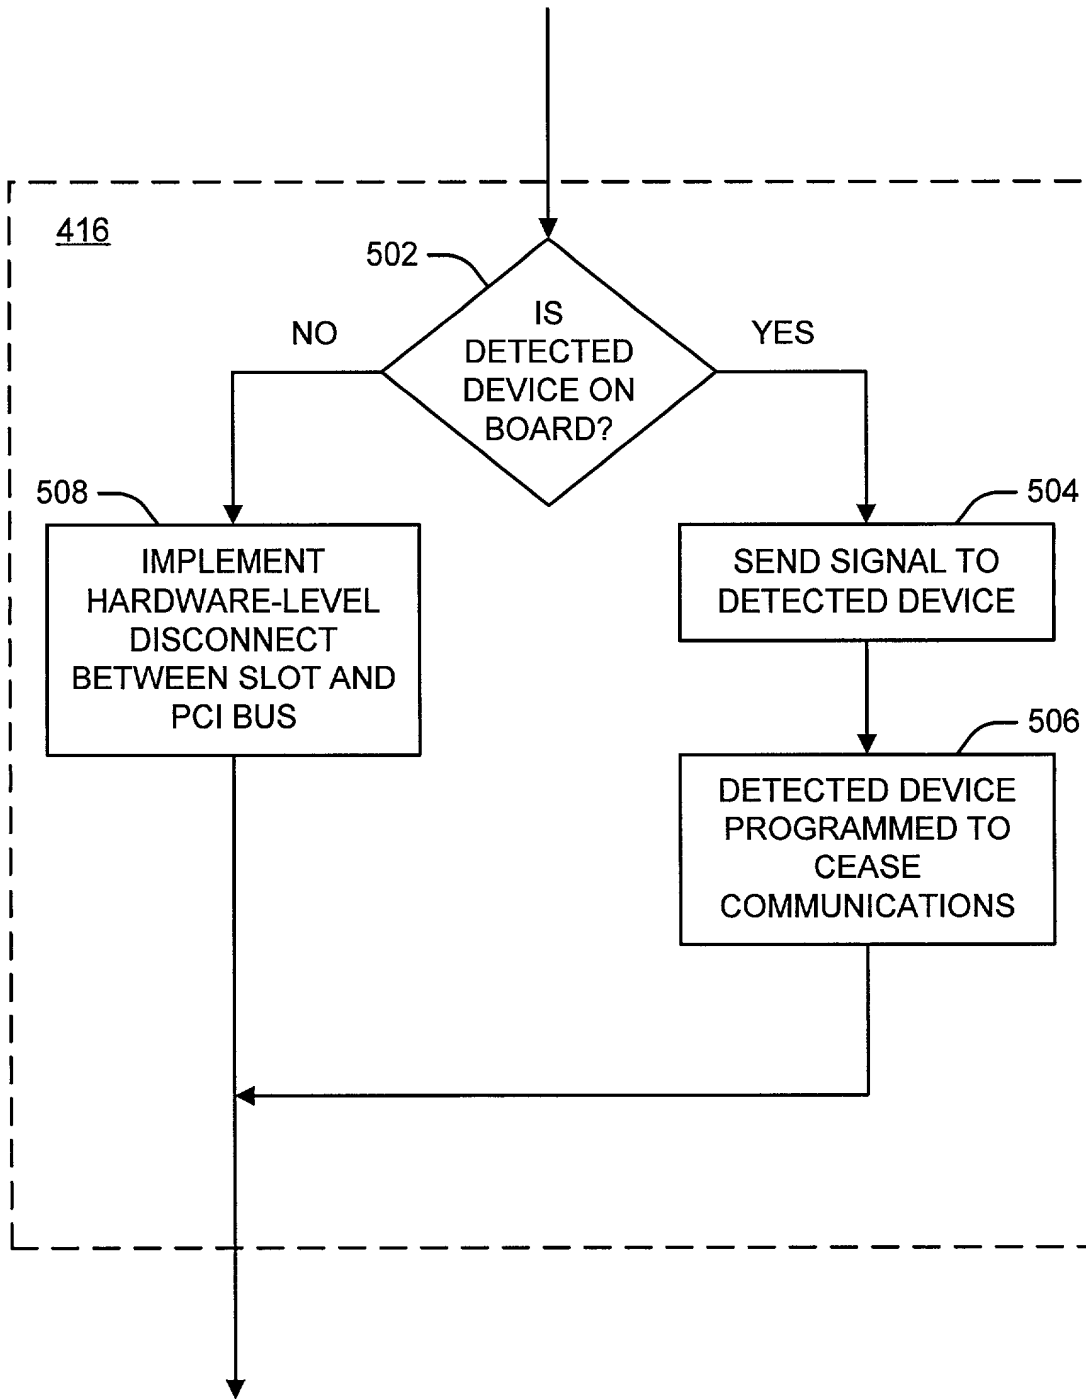 416
502
IS
DETECTED
DEVICE ON
BOARD?
NO
YES
508
IMPLEMENT
HARDWARE-LEVEL
DISCONNECT
BETWEEN SLOT AND
PCI BUS
504
SEND SIGNAL TO
DETECTED DEVICE
506
DETECTED DEVICE
PROGRAMMED TO
CEASE
COMMUNICATIONS